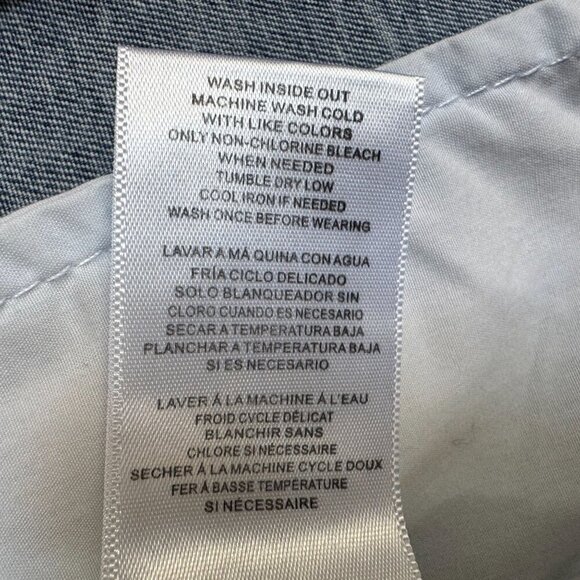 WASH INSIDE OUT
MACHINE WASH COLD
WITH LIKE COLORS
ONLY NON-CHLORINE BLEACH
WHEN NEEDED
TUMBLE DRY LOW
COOL IRON IF NEEDED
WASH ONCE BEFORE WEARING
LAVAR A MÁ QUINA CON AGUA
FRÍA CICLO DELICADO
SOLO BLANQUEADOR SIN
CLORO CUANDO ES NECESARIO
SECAR A TEMPERATURA BAJA
PLANCHAR A TEMPERATURA BAJA
SI ES NECESARIO
LAVER Á LA MACHINE Á L'EAU
FROID CYCLE DÉLICAT
BLANCHIR SANS
CHLORE SI NÉCESSAIRE
SECHER Á LA MACHINE CYCLE DOUX
FER Á BASSE TEMPÉRATURE
SI NÉCESSAIRE